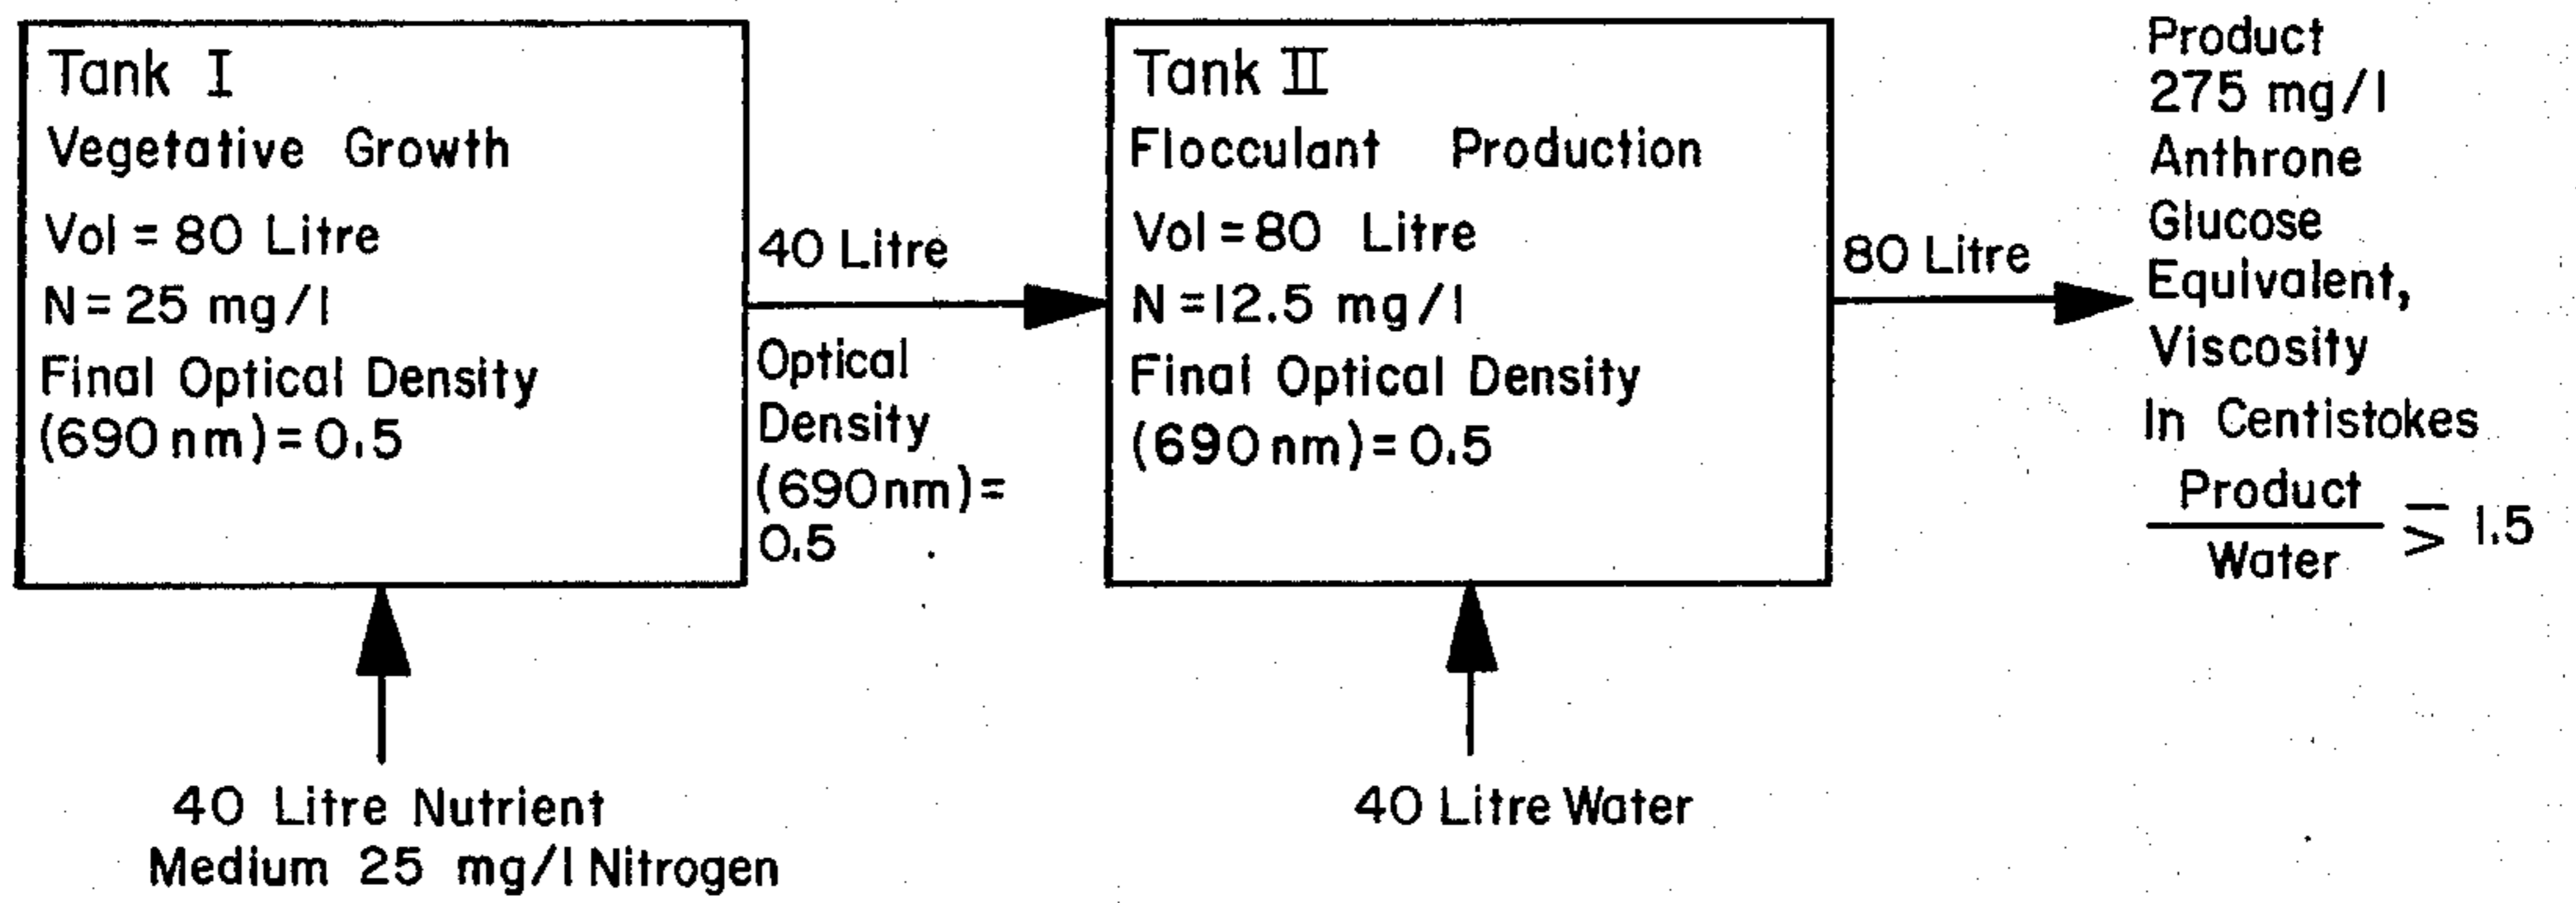 Tank I
Vegetative Growth
Vol = 80 Litre
N = 25 mg/l
Final Optical Density
(690 nm) = 0.5
40 Litre
Optical
Density
(690nm) =
0.5
Tank II
Flocculant Production
Vol = 80 Litre
N = 12.5 mg/l
Final Optical Density
(690 nm) = 0.5
80 Litre
Product
275 mg/l
Anthrone
Glucose
Equivalent,
Viscosity
In Centistokes
Product
Water
⋝ 1.5
40 Litre Nutrient
Medium 25 mg/l Nitrogen
40 Litre Water